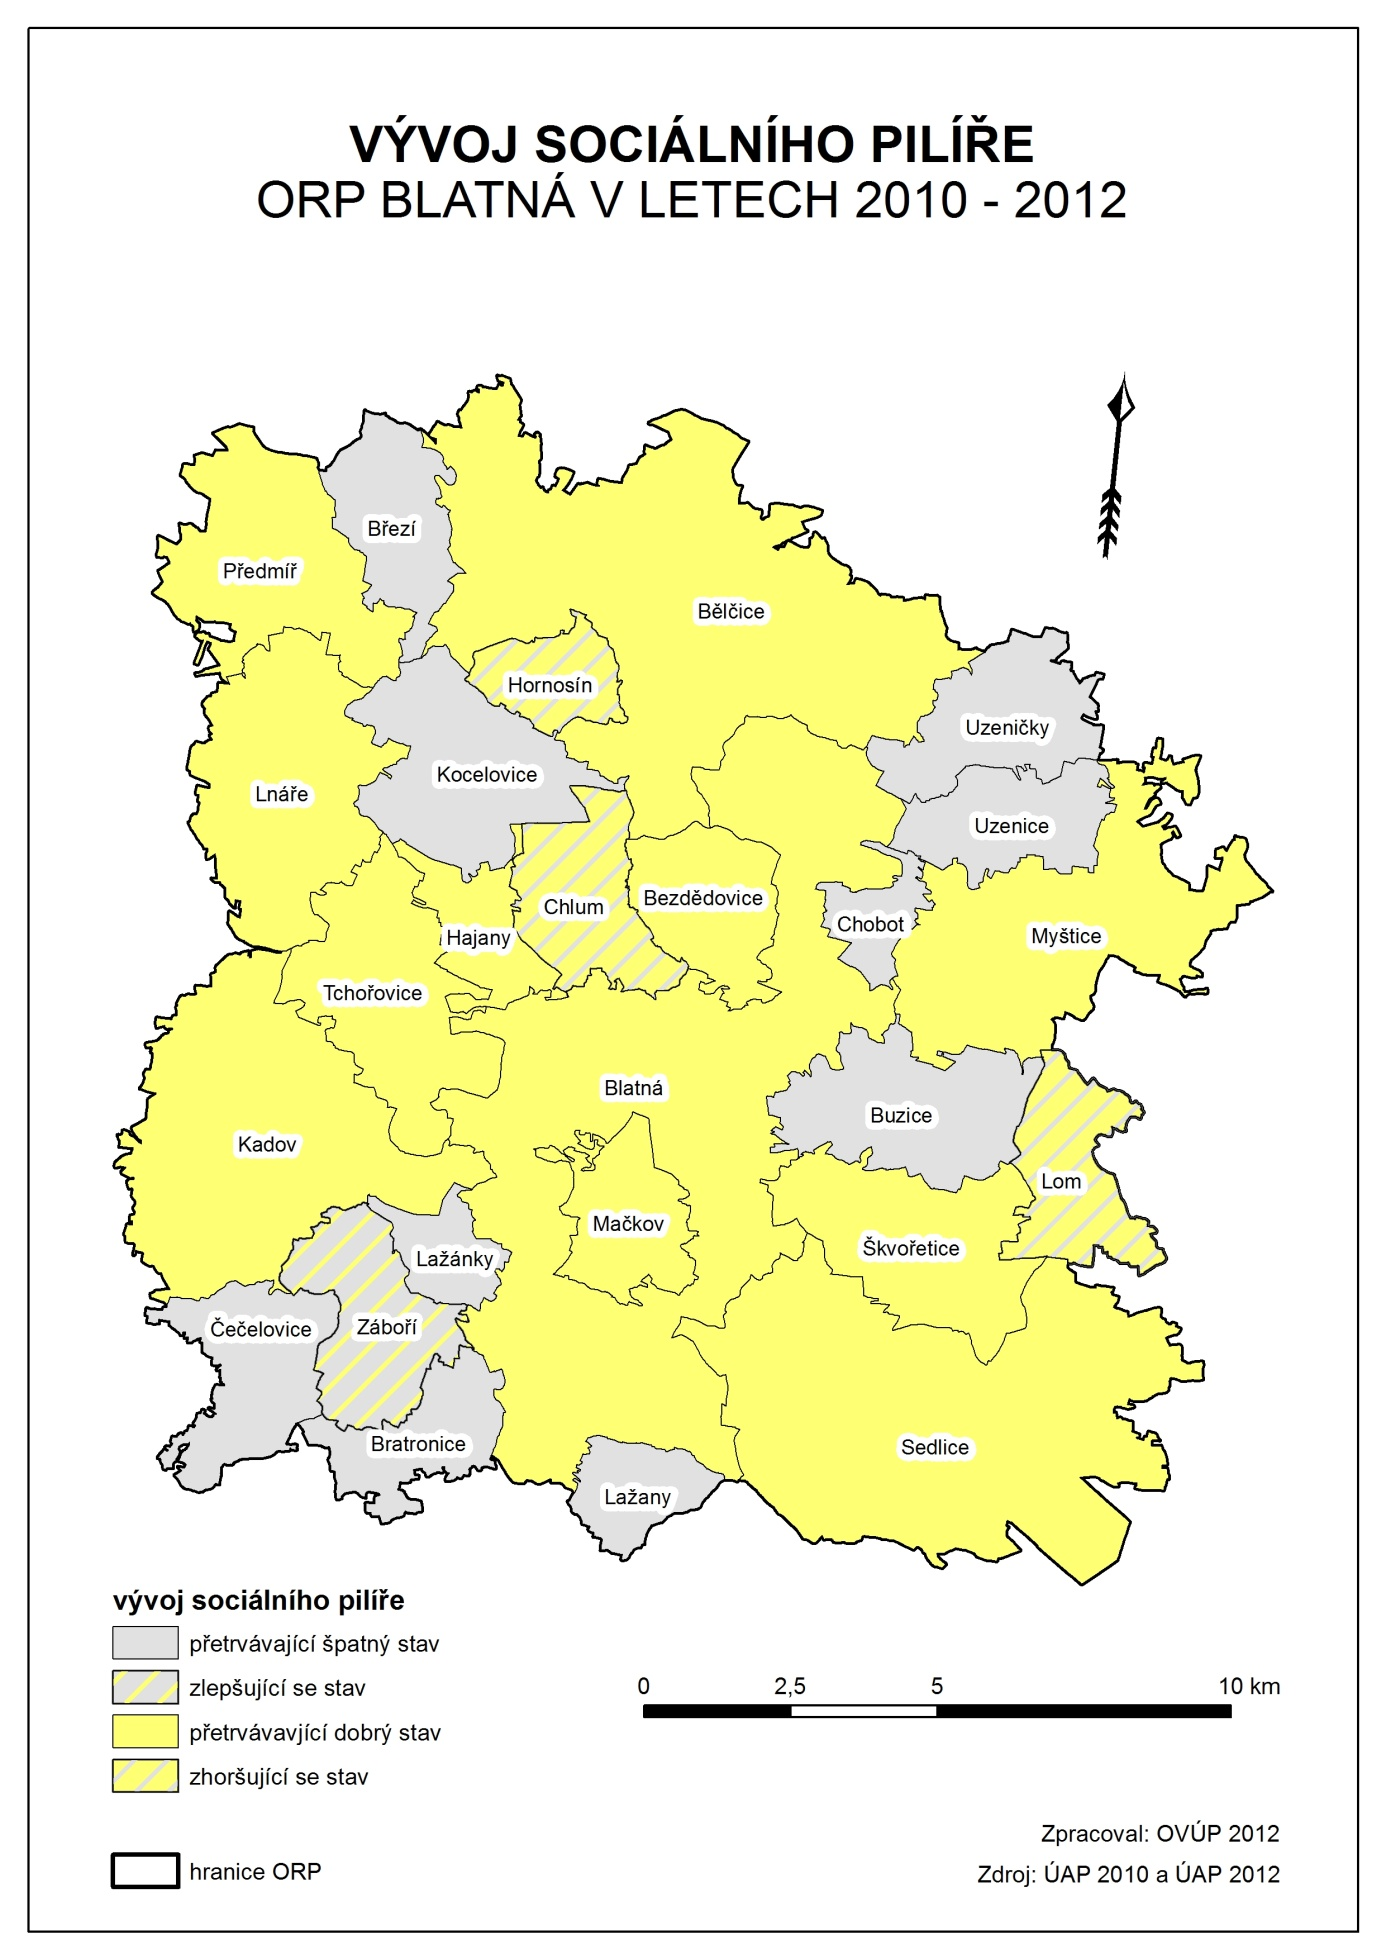 VÝVOJ SOCIÁLNÍHO PILÍŘE
ORP BLATNÁ V LETECH 2010 - 2012
Březí
Předmíř
Bělčice
Hornosín
Uzeničky
Kocelovice
Lnáře
Uzenice
Bezdědovice
Chlum
Chobot
Hajany
Myštice
Tchořovice
Blatná
Buzice
Kadov
Lom
Mačkov
Škvořetice
Lažánky
Čečelovice
Záboří
Bratronice
Sedlice
Lažany
vývoj sociálního pilíře
přetrvávající špatný stav
zlepšující se stav
přetrvávavjící dobrý stav
zhoršující se stav
hranice ORP
0 2,5 5 10 km
Zpracoval: OVÚP 2012
Zdroj: ÚAP 2010 a ÚAP 2012